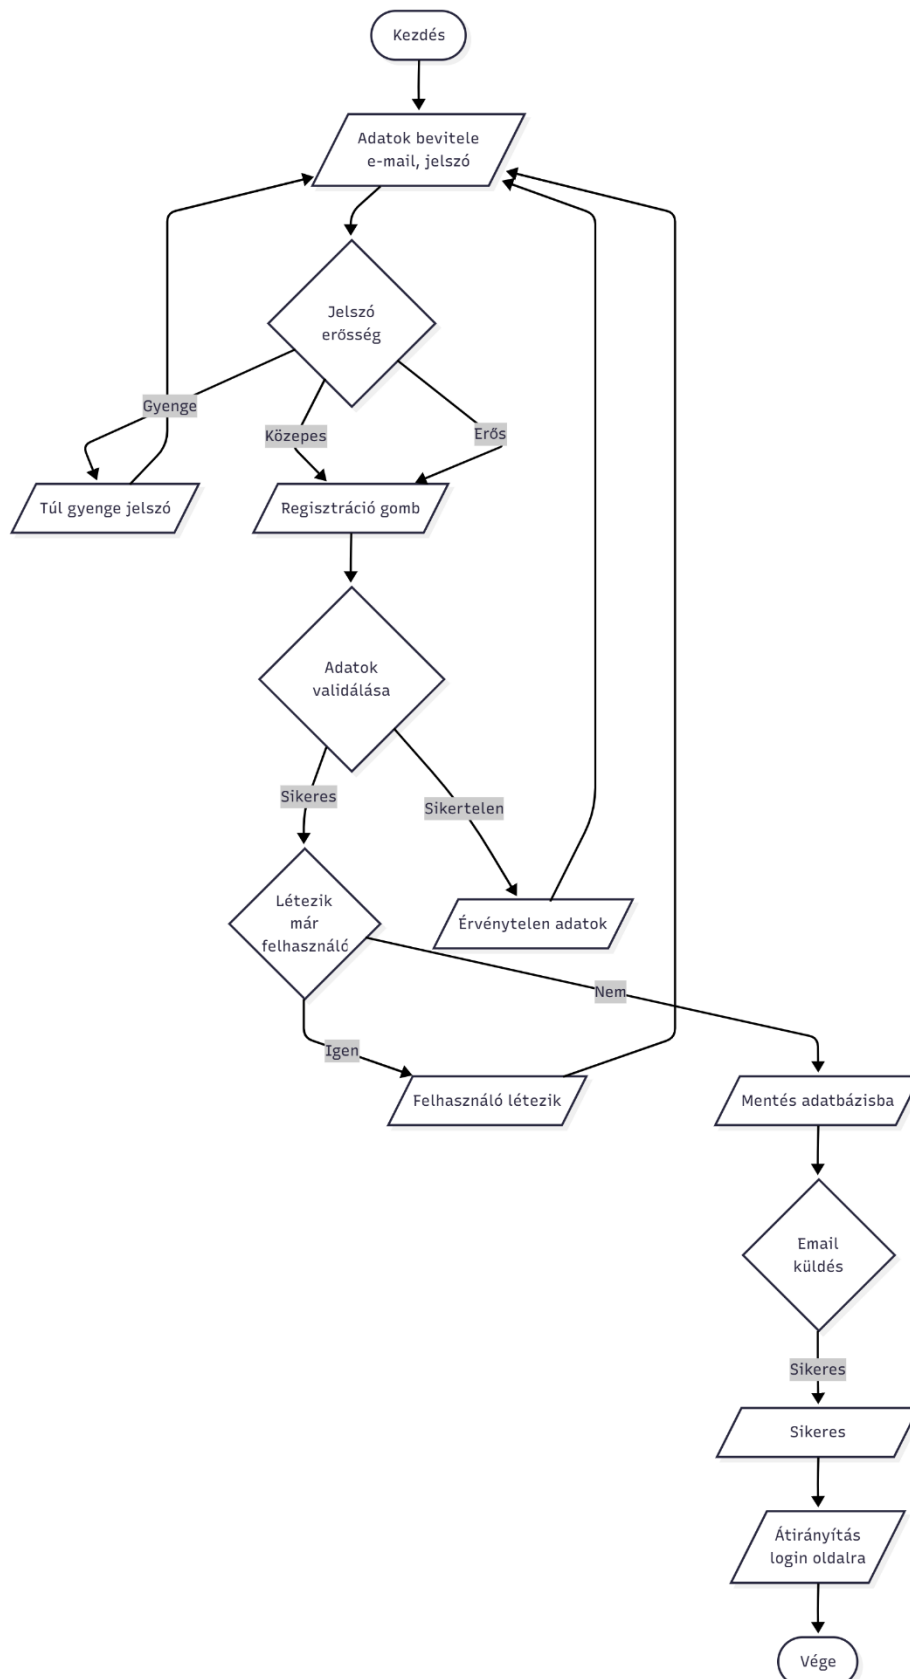 Kezdés
Adatok bevitele
e-mail, jelszó
Jelszó
erősség
Gyenge
Közepes
Erős
Túl gyenge jelszó
Regisztráció gomb
Adatok
validálása
Sikeres
Sikertelen
Létezik
már
felhasználó
Érvénytelen adatok
Nem
Igen
Felhasználó létezik
Mentés adatbázisba
Email
küldés
Sikeres
Sikeres
Átirányítás
login oldalra
Vége